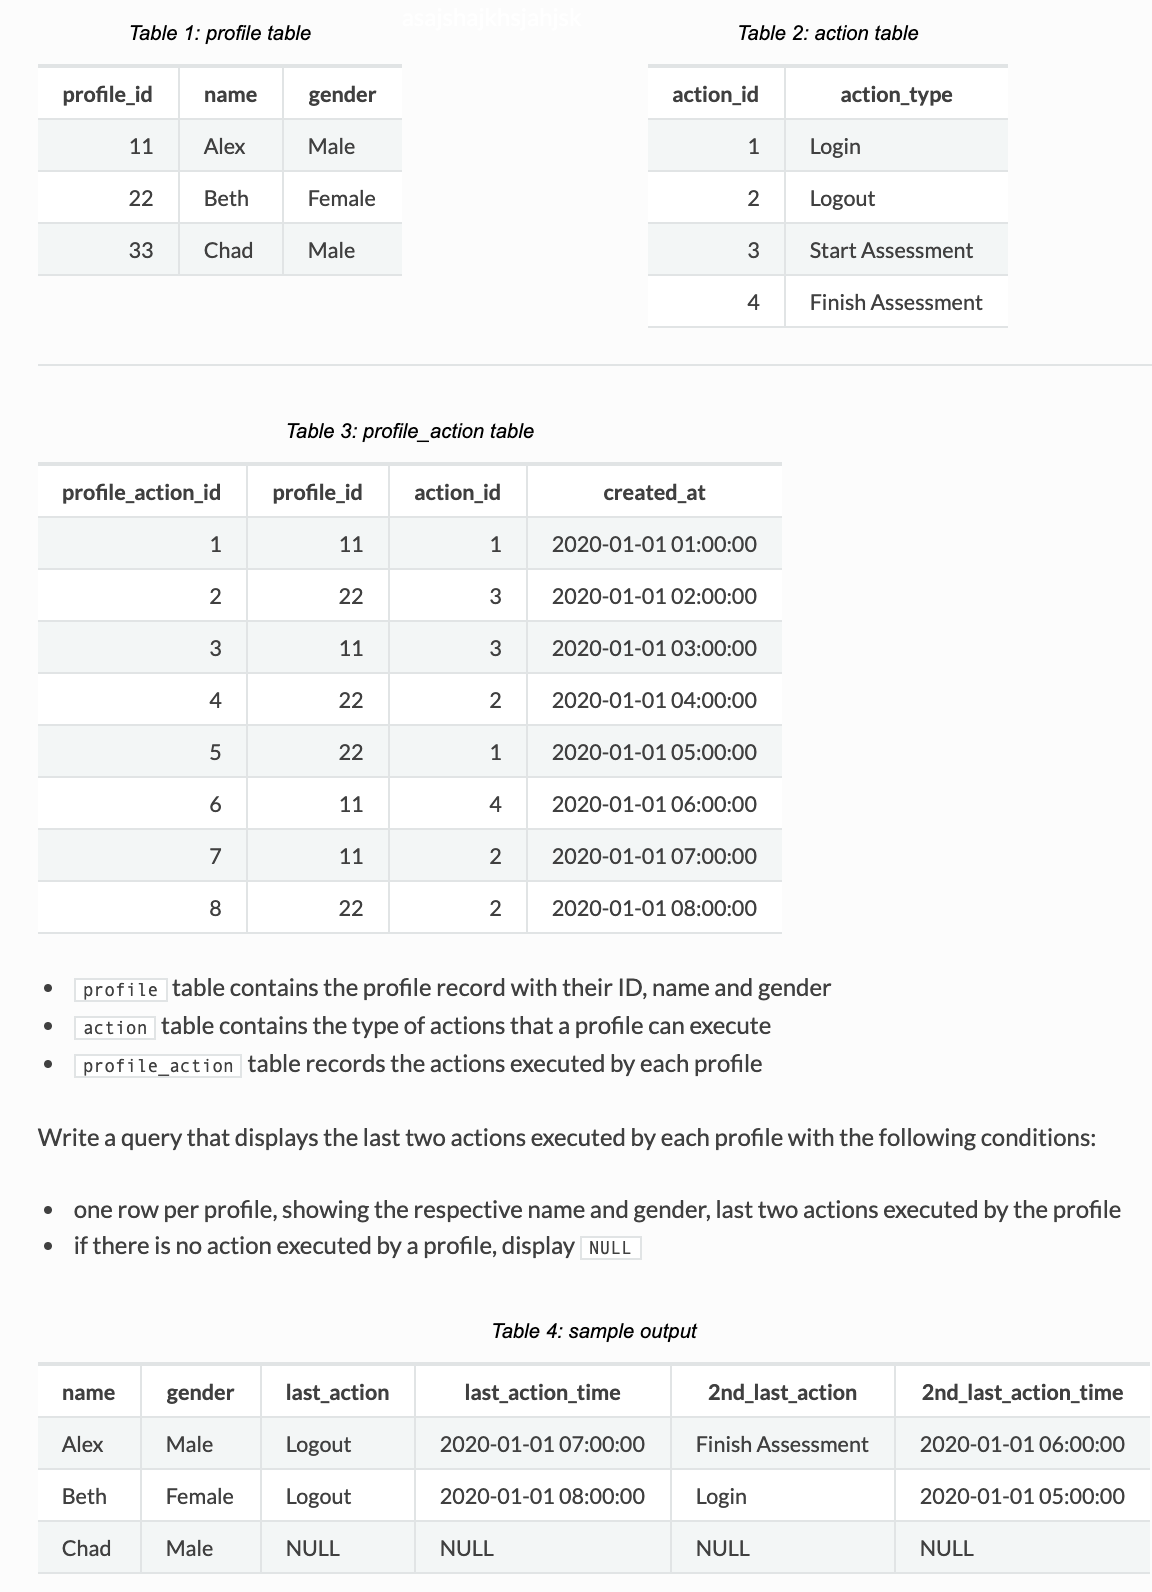 asajshajkhsjahjsk
Table 1: profile table
Table 2: action table
profile_id name gender
11 Alex Male
22 Beth Female
33 Chad Male
action_id action_type
1 Login
2 Logout
3 Start Assessment
4 Finish Assessment
Table 3: profile_action table
profile_action_id profile_id action_id created_at
1 11 1 2020-01-01 01:00:00
2 22 3 2020-01-01 02:00:00
3 11 3 2020-01-01 03:00:00
4 22 2 2020-01-01 04:00:00
5 22 1 2020-01-01 05:00:00
6 11 4 2020-01-01 06:00:00
7 11 2 2020-01-01 07:00:00
8 22 2 2020-01-01 08:00:00
• profile table contains the profile record with their ID, name and gender
• action table contains the type of actions that a profile can execute
• profile_action table records the actions executed by each profile
Write a query that displays the last two actions executed by each profile with the following conditions:
• one row per profile, showing the respective name and gender, last two actions executed by the profile
• if there is no action executed by a profile, display NULL
Table 4: sample output
name gender last_action last_action_time 2nd_last_action 2nd_last_action_time
Alex Male Logout 2020-01-01 07:00:00 Finish Assessment 2020-01-01 06:00:00
Beth Female Logout 2020-01-01 08:00:00 Login 2020-01-01 05:00:00
Chad Male NULL NULL NULL NULL